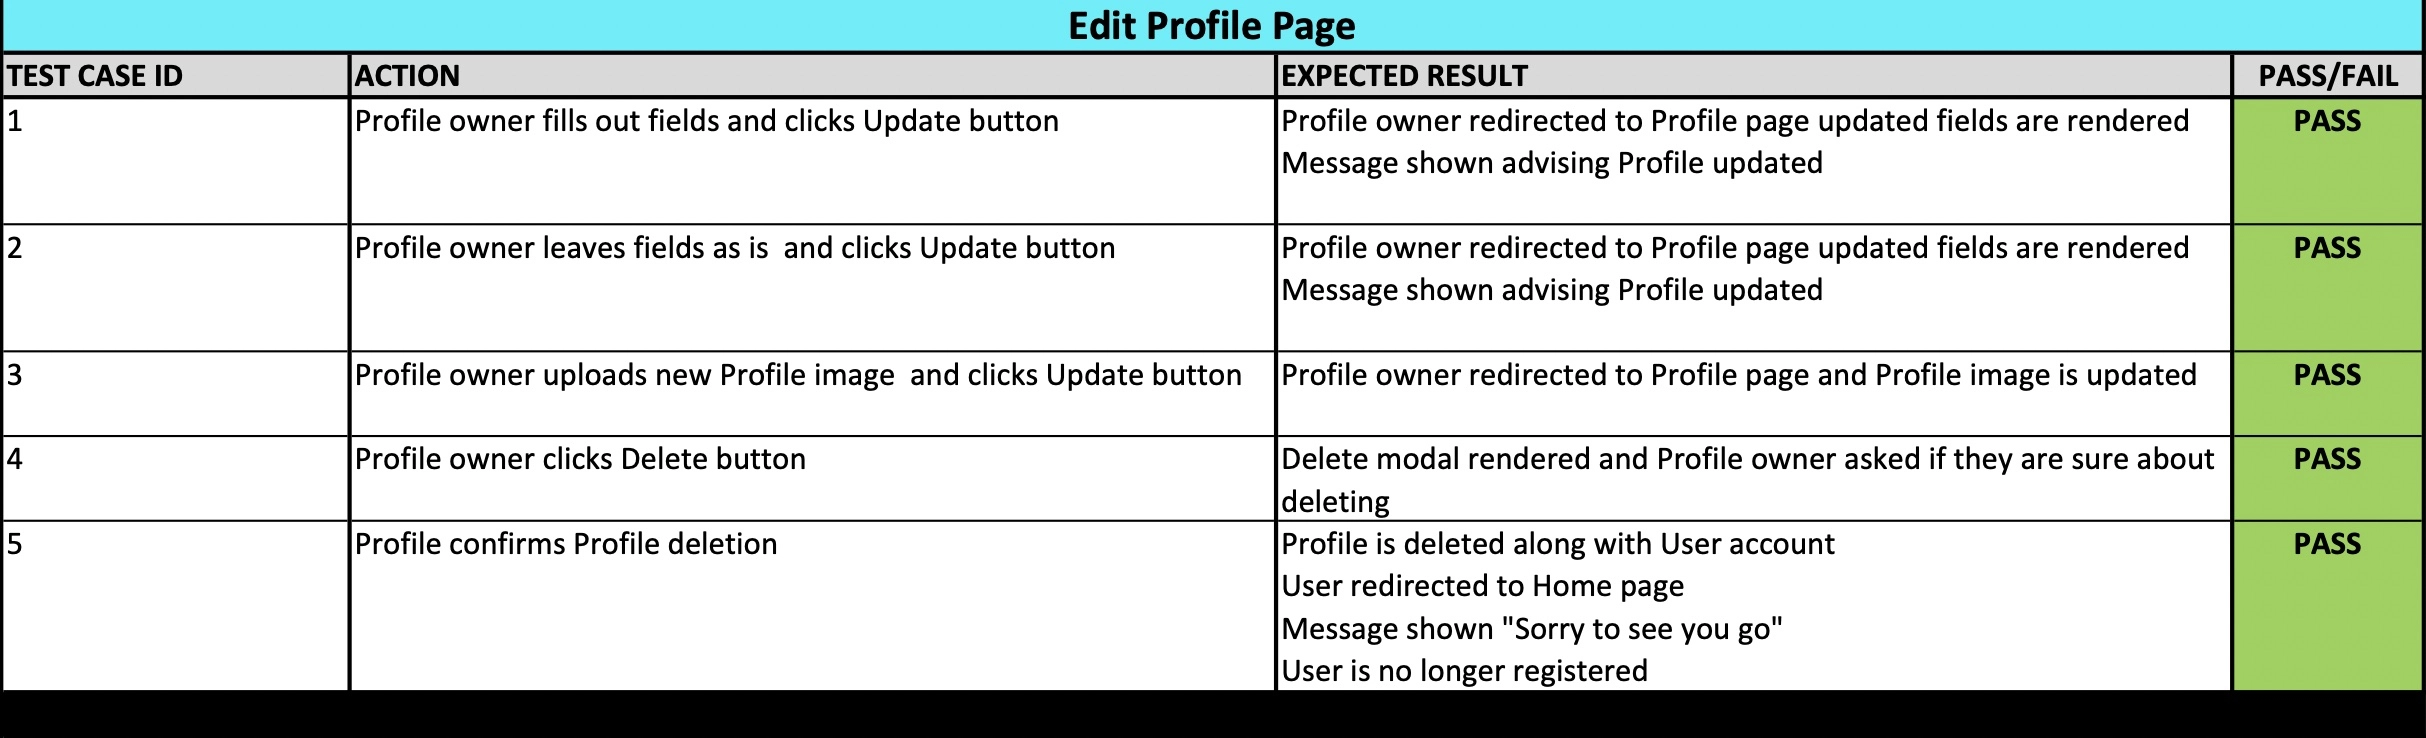 Edit Profile Page
TEST CASE ID ACTION EXPECTED RESULT PASS/FAIL
1 Profile owner fills out fields and clicks Update button Profile owner redirected to Profile page updated fields are rendered PASS
Message shown advising Profile updated
2 Profile owner leaves fields as is  and clicks Update button Profile owner redirected to Profile page updated fields are rendered PASS
Message shown advising Profile updated
3 Profile owner uploads new Profile image  and clicks Update button Profile owner redirected to Profile page and Profile image is updated PASS
4 Profile owner clicks Delete button Delete modal rendered and Profile owner asked if they are sure about PASS
deleting
5 Profile confirms Profile deletion Profile is deleted along with User account PASS
User redirected to Home page
Message shown "Sorry to see you go"
User is no longer registered